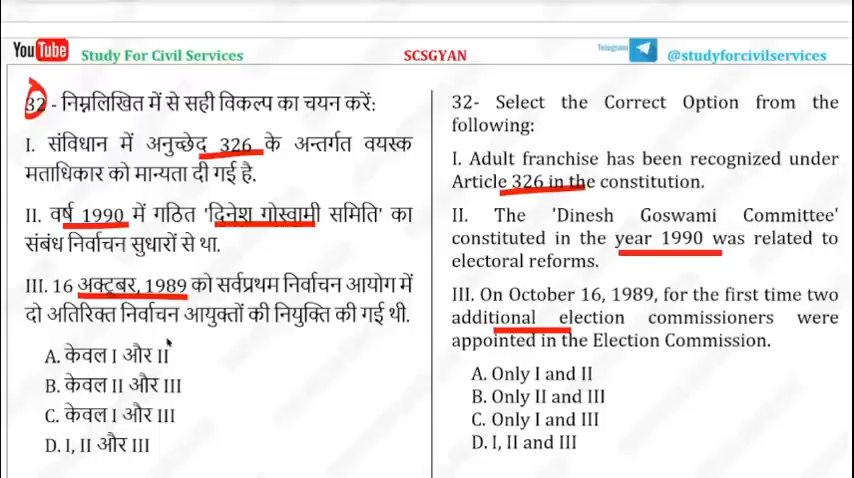 YouTube Study For Civil Services
SCSGYAN
Telegram @studyforcivilservices
32 - निम्नलिखित में से सही विकल्प का चयन करें:
I. संविधान में अनुच्छेद 326 के अन्तर्गत वयस्क
मताधिकार को मान्यता दी गई है.
II. वर्ष 1990 में गठित 'दिनेश गोस्वामी समिति' का
संबंध निर्वाचन सुधारों से था.
III. 16 अक्टूबर, 1989 को सर्वप्रथम निर्वाचन आयोग में
दो अतिरिक्त निर्वाचन आयुक्तों की नियुक्ति की गई थी.
A. केवल I और II
B. केवल II और III
C. केवल I और III
D. I, II और III
32- Select the Correct Option from the
following:
I. Adult franchise has been recognized under
Article 326 in the constitution.
II. The 'Dinesh Goswami Committee'
constituted in the year 1990 was related to
electoral reforms.
III. On October 16, 1989, for the first time two
additional election commissioners were
appointed in the Election Commission.
A. Only I and II
B. Only II and III
C. Only I and III
D. I, II and III